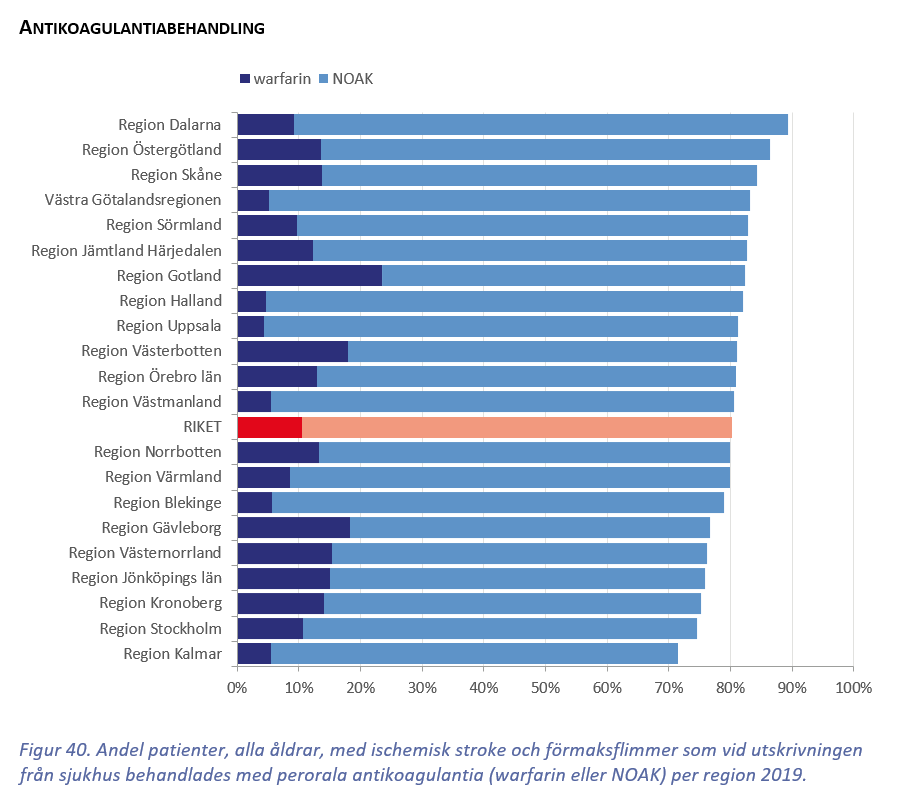 ANTIKOAGULANTIABEHANDLING
warfarin NOAK
Region Dalarna
Region Östergötland
Region Skåne
Västra Götalandsregionen
Region Sörmland
Region Jämtland Härjedalen
Region Gotland
Region Halland
Region Uppsala
Region Västerbotten
Region Örebro län
Region Västmanland
RIKET
Region Norrbotten
Region Värmland
Region Blekinge
Region Gävleborg
Region Västernorrland
Region Jönköpings län
Region Kronoberg
Region Stockholm
Region Kalmar
0% 10% 20% 30% 40% 50% 60% 70% 80% 90% 100%
Figur 40. Andel patienter, alla åldrar, med ischemisk stroke och förmaksflimmer som vid utskrivningen
från sjukhus behandlades med perorala antikoagulantia (warfarin eller NOAK) per region 2019.